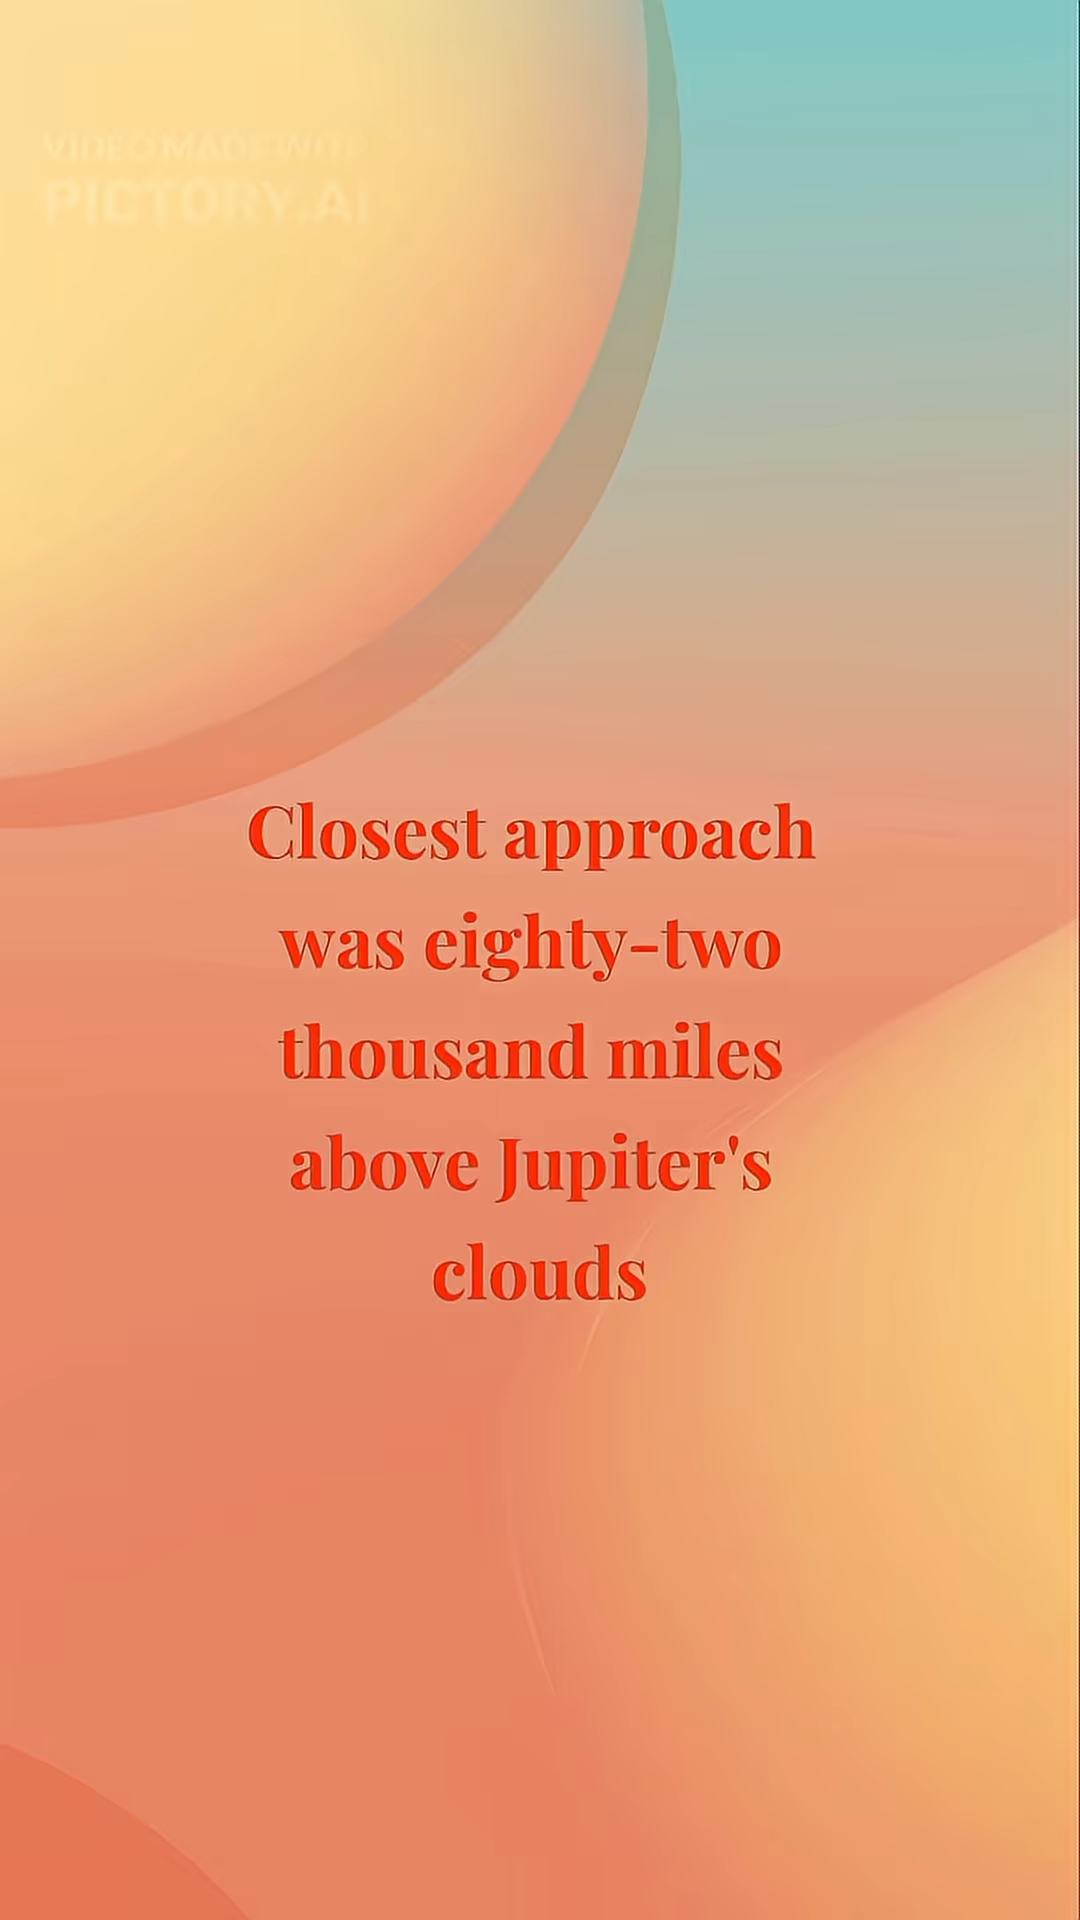 VIDEO MADE WITH
PICTORY.AI
Closest approach
was eighty-two
thousand miles
above Jupiter's
clouds